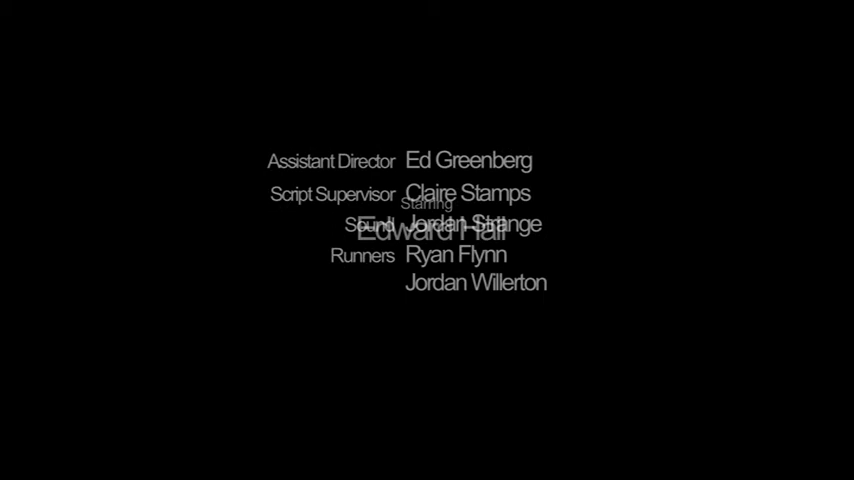 Assistant Director Ed Greenberg
Script Supervisor Claire Stamps
Starring
Sound Jordan Strange
Edward Hall
Runners Ryan Flynn
Jordan Willerton